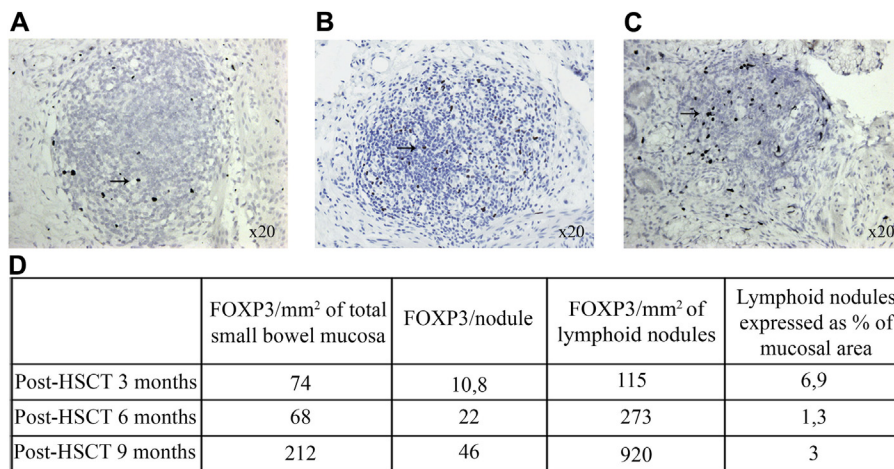 A
B
C
x20
x20
x20
D
FOXP3/mm² of total small bowel mucosa
FOXP3/nodule
FOXP3/mm² of lymphoid nodules
Lymphoid nodules expressed as % of mucosal area
Post-HSCT 3 months 74 10,8 115 6,9
Post-HSCT 6 months 68 22 273 1,3
Post-HSCT 9 months 212 46 920 3